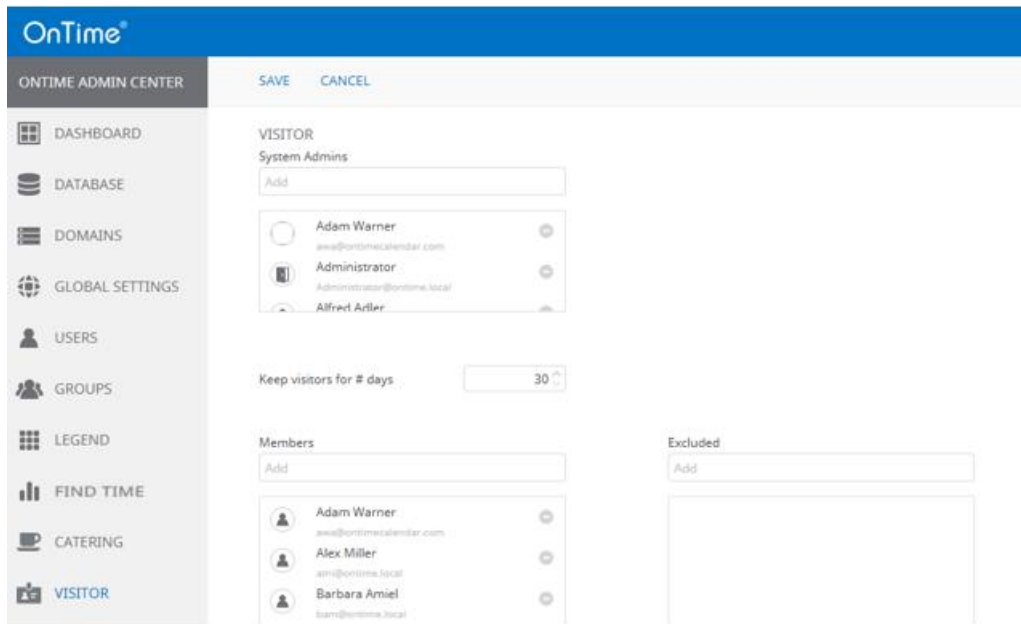 OnTime®
ONTIME ADMIN CENTER
SAVE CANCEL
DASHBOARD
DATABASE
DOMAINS
GLOBAL SETTINGS
USERS
GROUPS
LEGEND
FIND TIME
CATERING
VISITOR
VISITOR
System Admins
Add
Adam Warner
awa@ontimecalendar.com
Administrator
Administrator@ontime.local
Alfred Adler
Keep visitors for # days 30
Members
Add
Adam Warner
awa@ontimecalendar.com
Alex Miller
ami@ontime.local
Barbara Amiel
bam@ontime.local
Excluded
Add